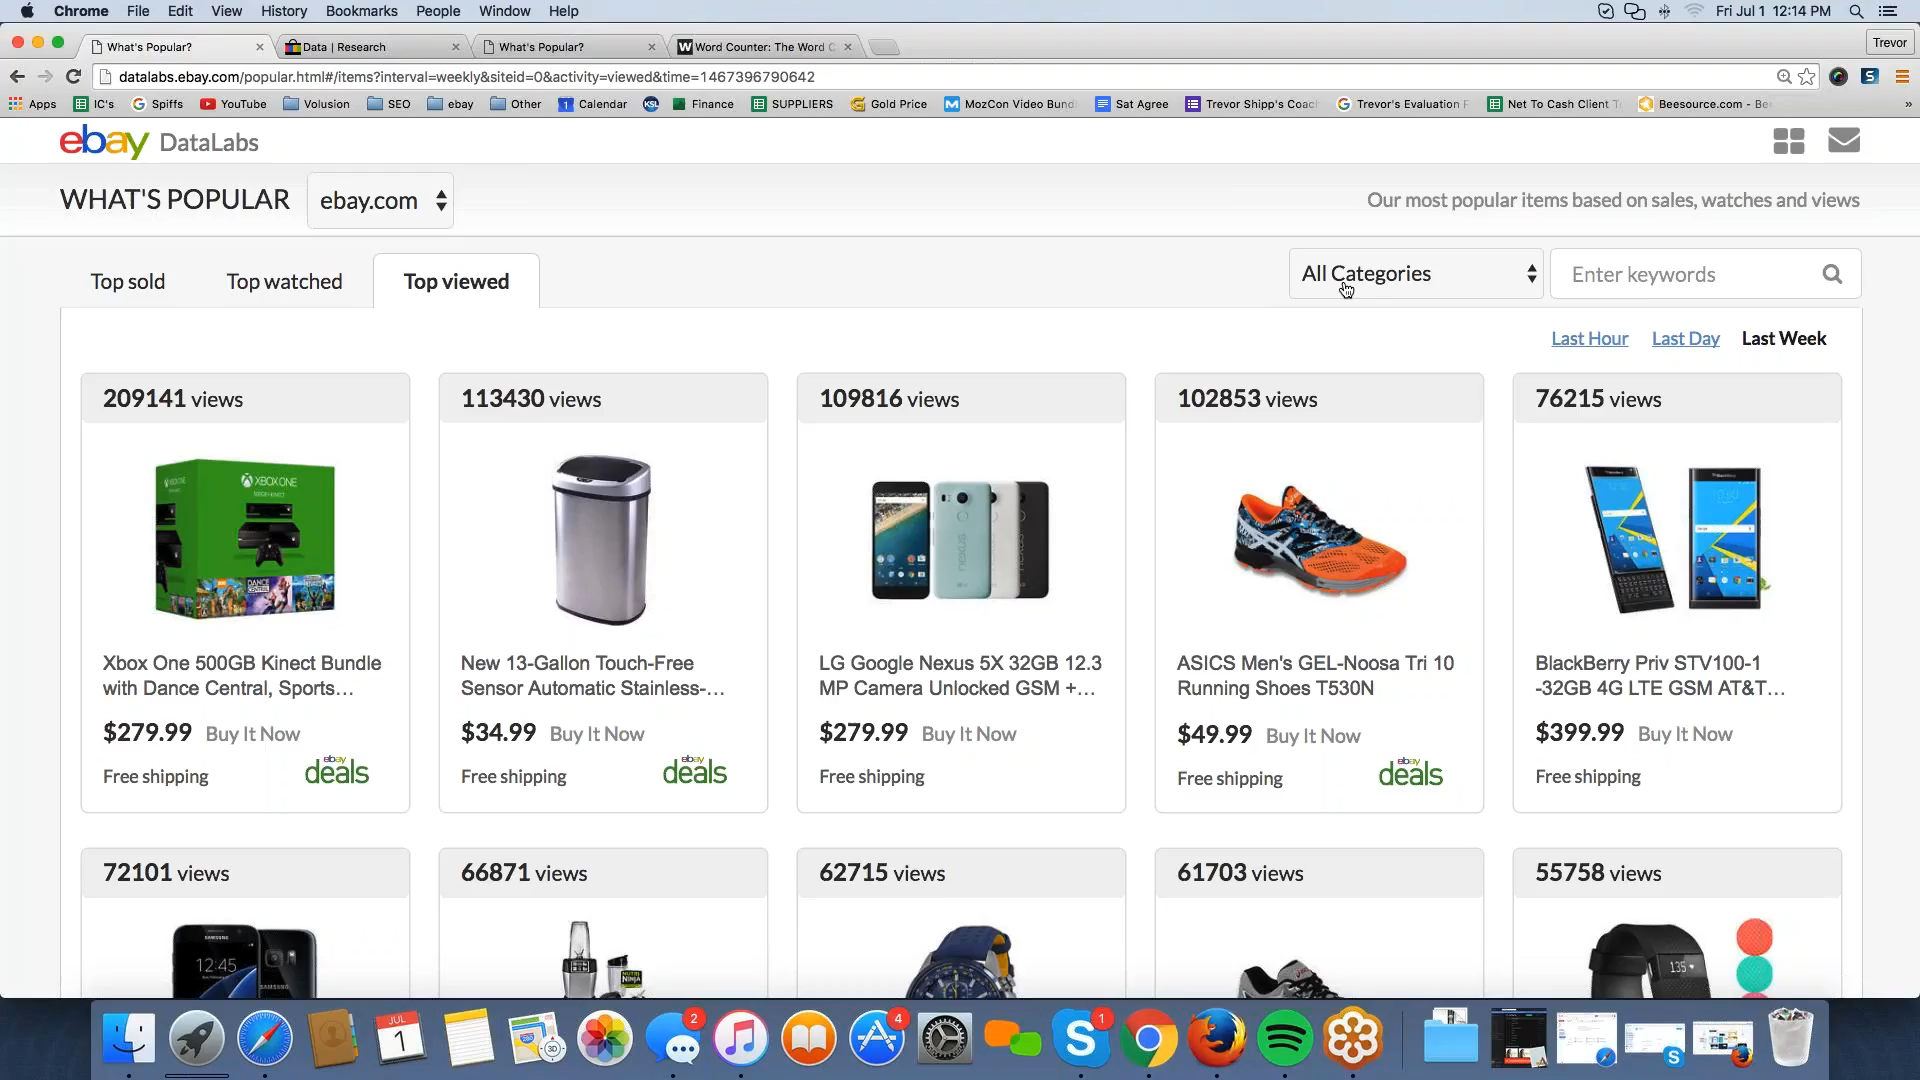 Chrome File Edit View History Bookmarks People Window Help Fri Jul 1 12:14 PM
What's Popular? Data | Research What's Popular? Word Counter: The Word C Trevor
datalabs.ebay.com/popular.html#/items?interval=weekly&siteid=0&activity=viewed&time=1467396790642
Apps IC's Spiffs YouTube Volusion SEO ebay Other 1 Calendar KSL Finance SUPPLIERS Gold Price MozCon Video Bund Sat Agree Trevor Shipp's Coac Trevor's Evaluation F Net To Cash Client T Beesource.com - Be »
ebay DataLabs
WHAT'S POPULAR ebay.com Our most popular items based on sales, watches and views
Top sold Top watched Top viewed All Categories Enter keywords
Last Hour Last Day Last Week
209141 views 113430 views 109816 views 102853 views 76215 views
XBOX ONE
DANCE CENTRAL
nexus
Xbox One 500GB Kinect Bundle with Dance Central, Sports...
$279.99 Buy It Now
Free shipping ebay deals
New 13-Gallon Touch-Free Sensor Automatic Stainless-...
$34.99 Buy It Now
Free shipping ebay deals
LG Google Nexus 5X 32GB 12.3 MP Camera Unlocked GSM +...
$279.99 Buy It Now
Free shipping
ASICS Men's GEL-Noosa Tri 10 Running Shoes T530N
$49.99 Buy It Now
Free shipping ebay deals
BlackBerry Priv STV100-1 -32GB 4G LTE GSM AT&T...
$399.99 Buy It Now
Free shipping
72101 views 66871 views 62715 views 61703 views 55758 views
SAMSUNG
12:45
NUTRI NINJA
135
JUL 1 280 3D 2 4 1